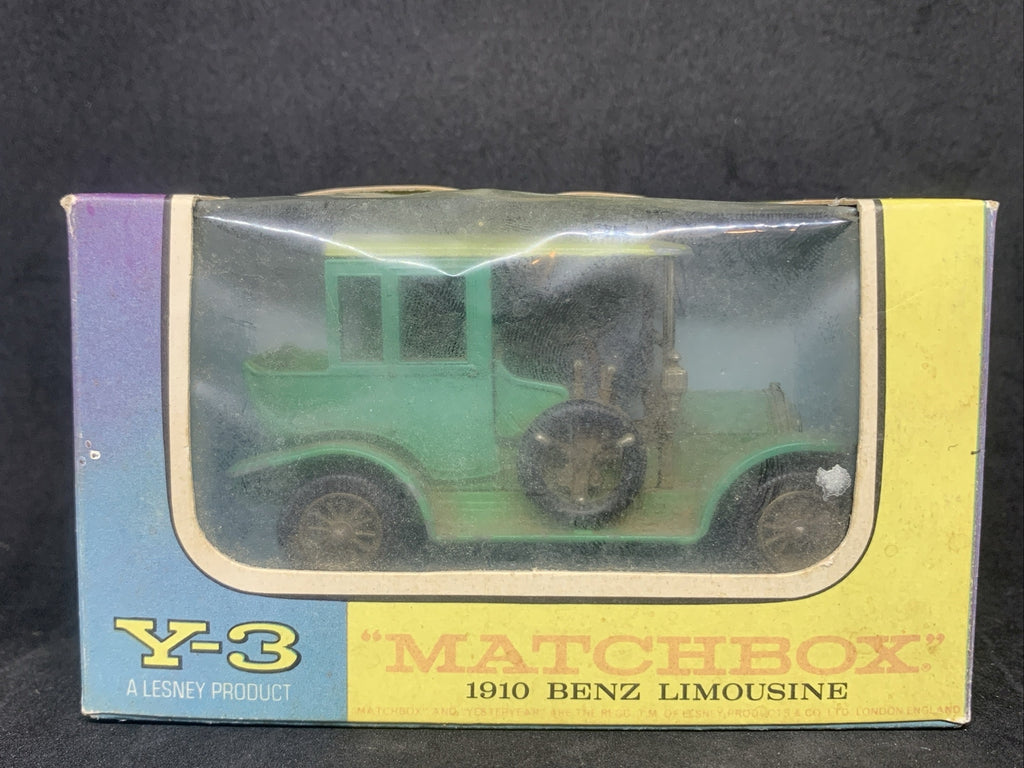 Y-3
A LESNEY PRODUCT
"MATCHBOX"
1910 BENZ LIMOUSINE
MATCHBOX" AND "YESTERYEAR" ARE THE REGD. T.M. OF LESNEY PRODUCTS & CO. LTD. LONDON ENGLAND